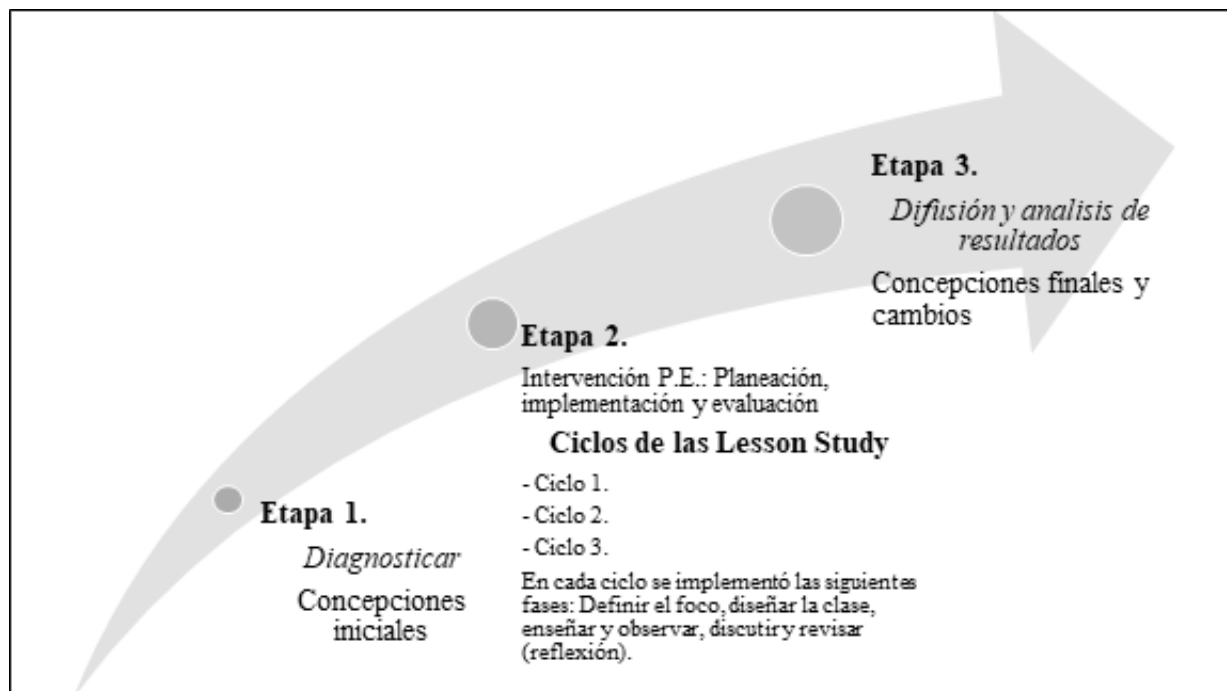 Etapa 1.
Diagnosticar
Concepciones
iniciales
Etapa 2.
Intervención P.E.: Planeación,
implementación y evaluación
Ciclos de las Lesson Study
- Ciclo 1.
- Ciclo 2.
- Ciclo 3.
En cada ciclo se implementó las siguientes
fases: Definir el foco, diseñar la clase,
enseñar y observar, discutir y revisar
(reflexión).
Etapa 3.
Difusión y analisis de
resultados
Concepciones finales y
cambios